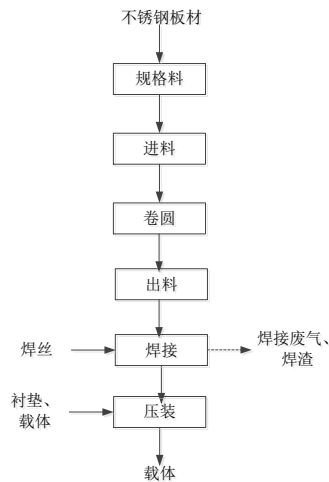 不锈钢板材
规格料
进料
卷圆
出料
焊丝
焊接
焊接废气、
焊渣
衬垫、
载体
压装
载体